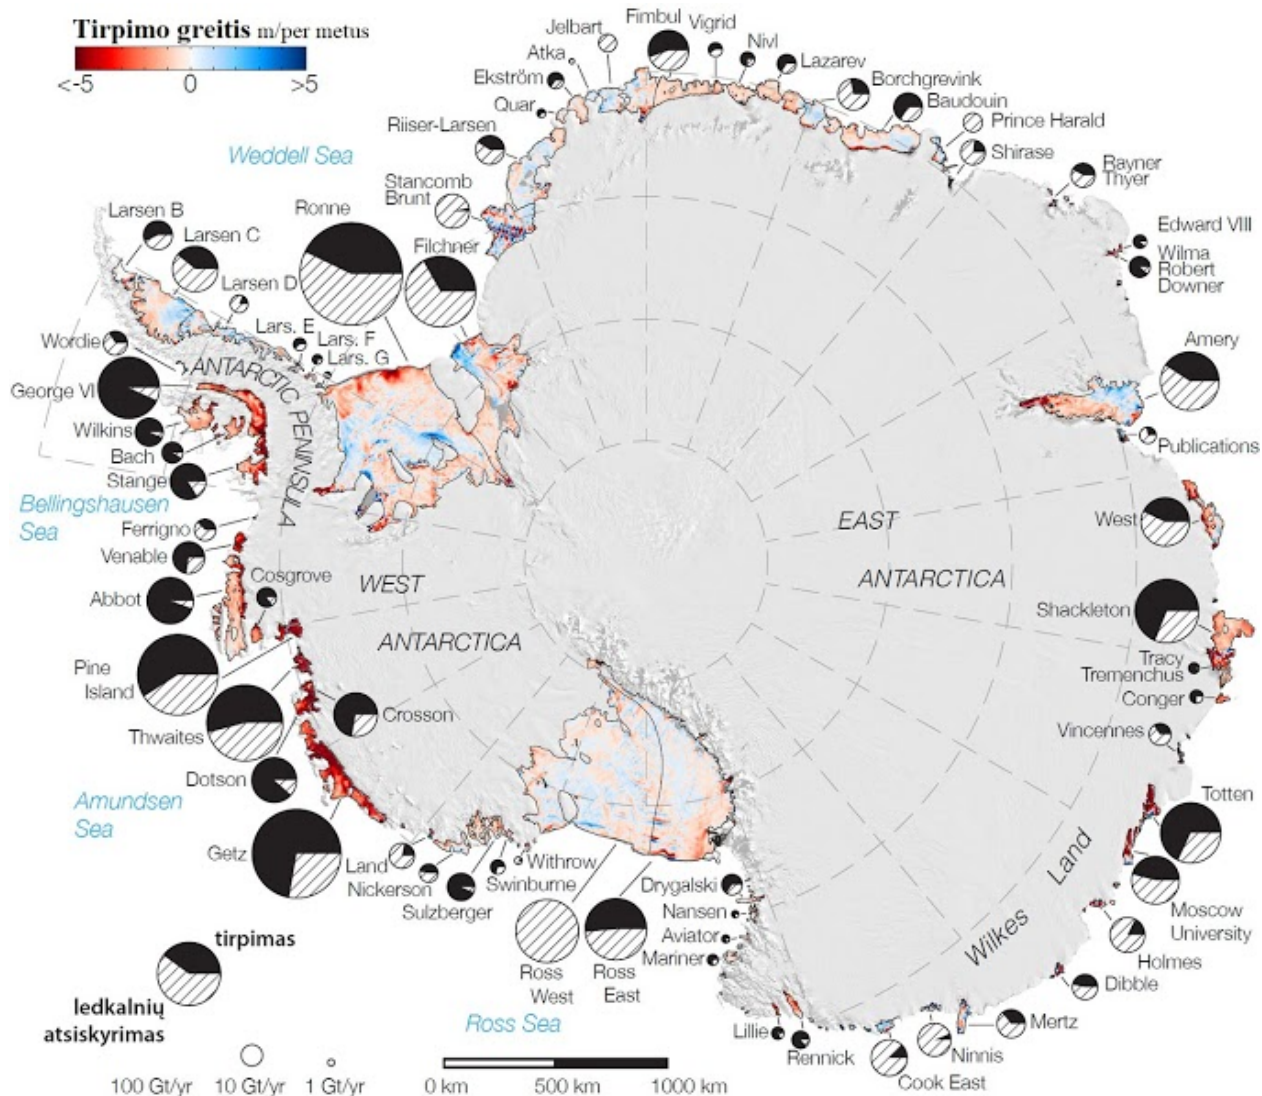 Tirpimo greitis m/per metus
<-5 0 >5
Jelbart
Fimbul
Vigrid
Nivl
Lazarev
Atka
Ekström
Quar
Borchgrevink
Baudouin
Prince Harald
Shirase
Riiser-Larsen
Weddell Sea
Stancomb
Brunt
Rayner
Thyer
Ronne
Filchner
Larsen B
Larsen C
Larsen D
Edward VIII
Wilma
Robert
Downer
Lars. E
Lars. F
Lars. G
Wordie
George VI
Wilkins
Bach
Stange
ANTARCTIC PENINSULA
Amery
Publications
Bellingshausen
Sea
Ferrigno
Venable
Abbot
Cosgrove
WEST
ANTARCTICA
EAST
ANTARCTICA
West
Shackleton
Tracy
Tremenchus
Conger
Vincennes
Pine
Island
Thwaites
Crosson
Dotson
Amundsen
Sea
Getz
Land
Nickerson
Sulzberger
Swinburne
Withrow
Ross
West
Ross
East
Drygalski
Nansen
Aviator
Mariner
Lillie
Rennick
Wilkes Land
Totten
Moscow
University
Holmes
Dibble
Mertz
Ninnis
Cook East
Ross Sea
tirpimas
ledkalnių
atsiskyrimas
100 Gt/yr 10 Gt/yr 1 Gt/yr
0 km 500 km 1000 km